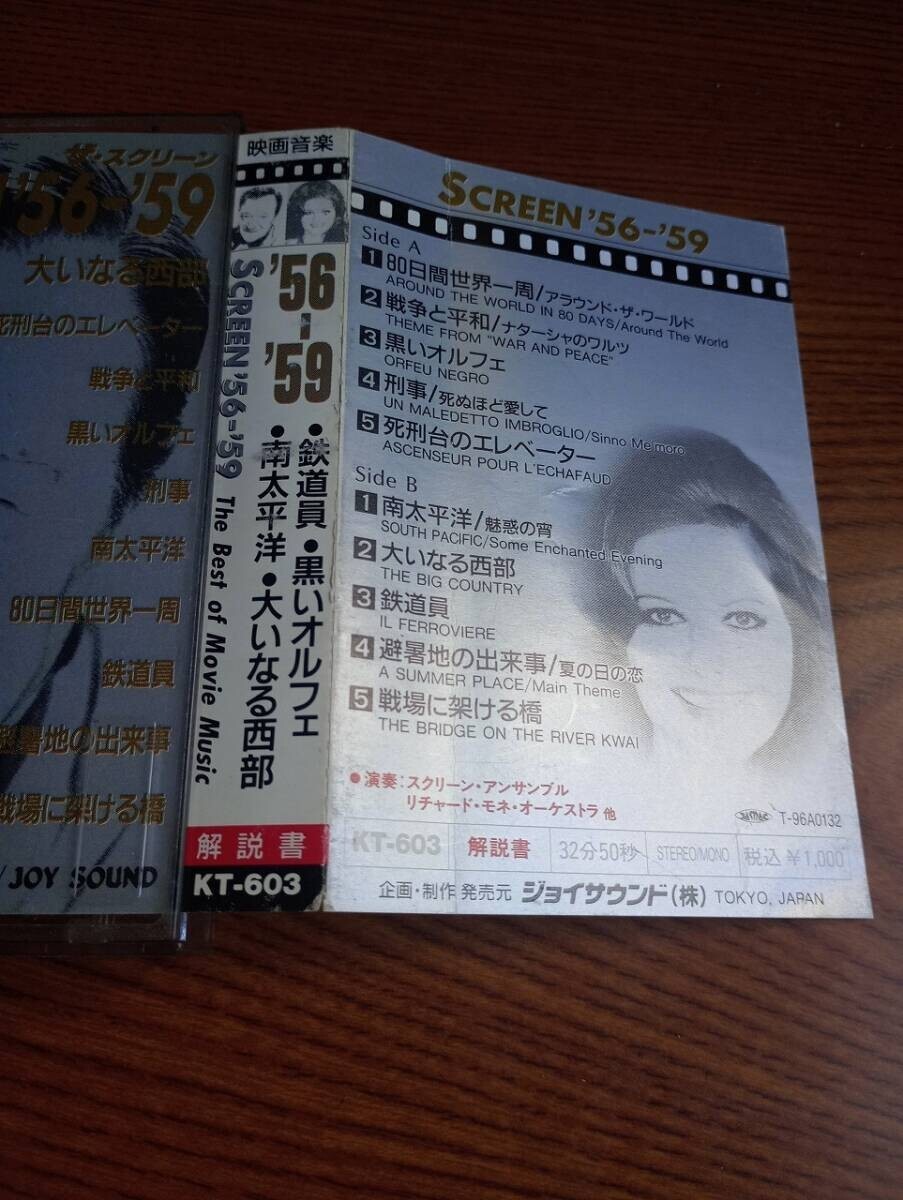 ザ・スクリーン
'56-'59
大いなる西部
死刑台のエレベーター
戦争と平和
黒いオルフェ
刑事
南太平洋
80日間世界一周
鉄道員
避暑地の出来事
戦場に架ける橋
/JOY SOUND
映画音楽
'56-'59
SCREEN '56-'59 The Best of Movie Music
●鉄道員●黒いオルフェ
●南太平洋●大いなる西部
解説書
KT-603
SCREEN '56-'59
Side A
1 80日間世界一周/アラウンド・ザ・ワールド
AROUND THE WORLD IN 80 DAYS/Around The World
2 戦争と平和/ナターシャのワルツ
THEME FROM "WAR AND PEACE"
3 黒いオルフェ
ORFEU NEGRO
4 刑事/死ぬほど愛して
UN MALEDETTO IMBROGLIO/Sinno Me moro
5 死刑台のエレベーター
ASCENSEUR POUR L'ECHAFAUD
Side B
1 南太平洋/魅惑の宵
SOUTH PACIFIC/Some Enchanted Evening
2 大いなる西部
THE BIG COUNTRY
3 鉄道員
IL FERROVIERE
4 避暑地の出来事/夏の日の恋
A SUMMER PLACE/Main Theme
5 戦場に架ける橋
THE BRIDGE ON THE RIVER KWAI
●演奏:スクリーン・アンサンブル
リチャード・モネ・オーケストラ 他
T-96A0132
KT-603 解説書 32分50秒 STEREO/MONO 税込¥1,000
企画・制作 発売元 ジョイサウンド(株) TOKYO, JAPAN